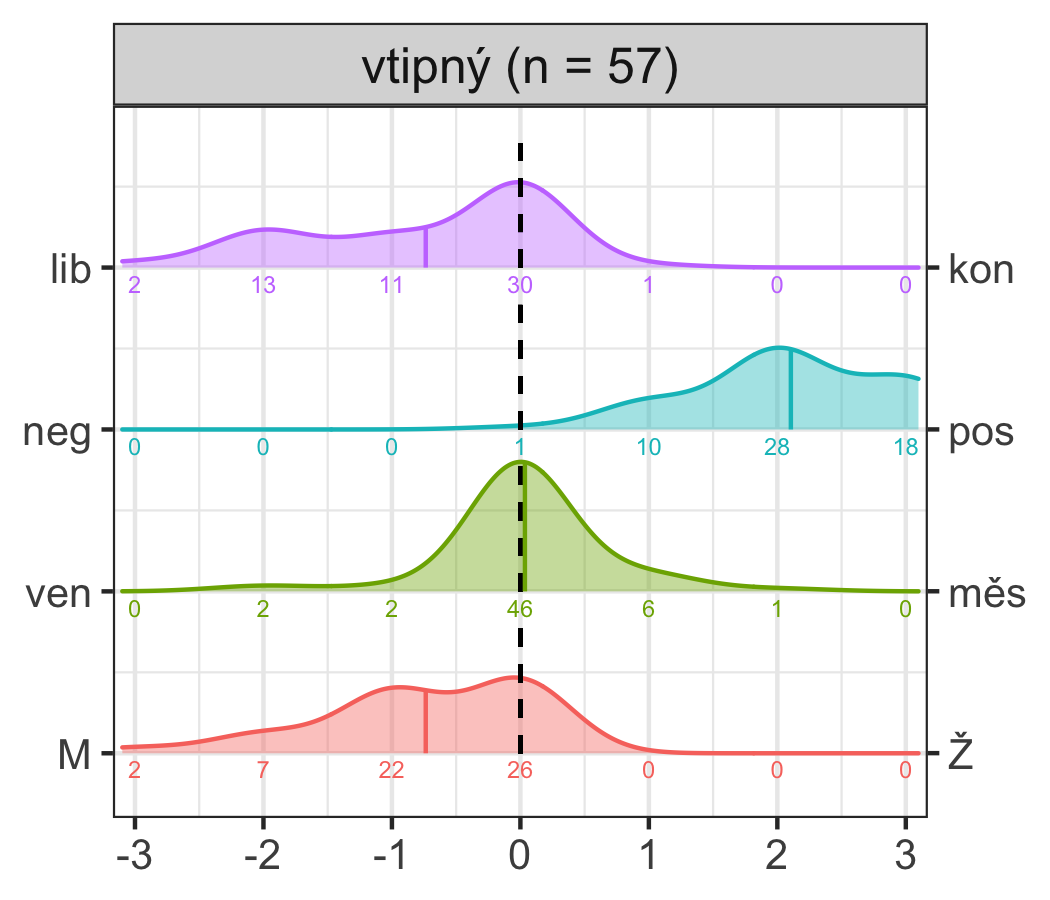 vtipný (n = 57)
lib kon
2 13 11 30 1 0 0
neg pos
0 0 0 1 10 28 18
ven měs
0 2 2 46 6 1 0
M Ž
2 7 22 26 0 0 0
-3 -2 -1 0 1 2 3